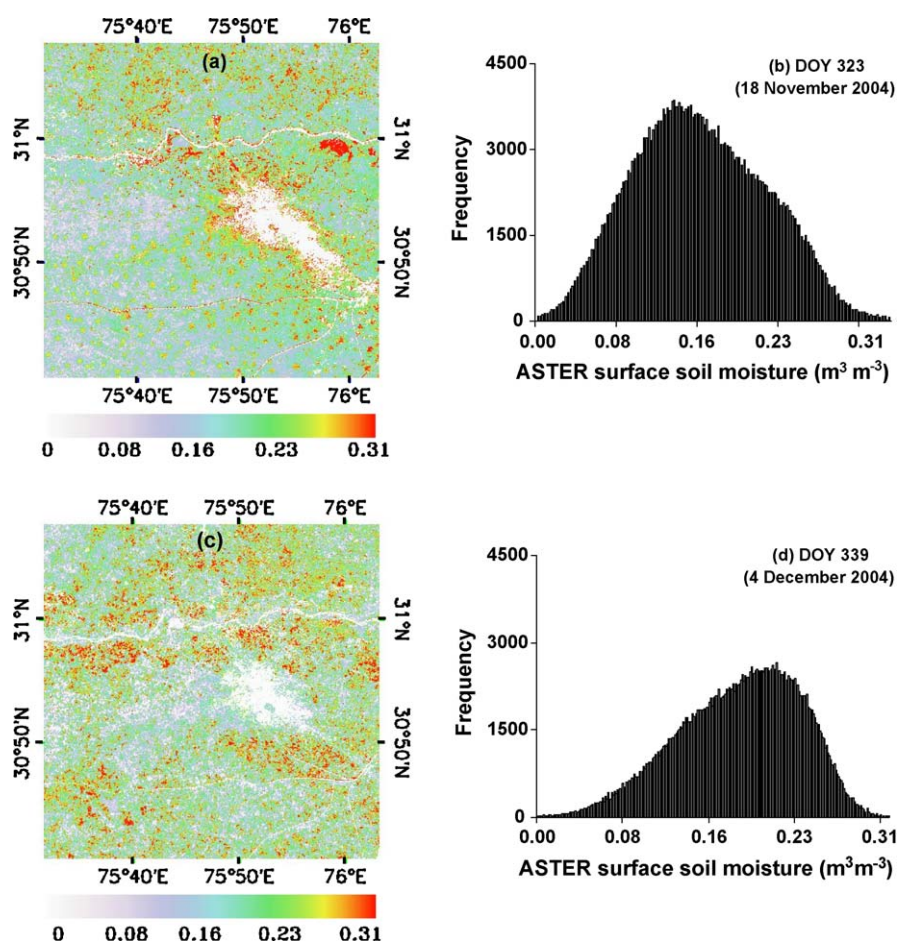 75°40'E 75°50'E 76°E
(a)
31°N 31°N
30°50'N 30°50'N
75°40'E 75°50'E 76°E
0 0.08 0.16 0.23 0.31
(b) DOY 323
(18 November 2004)
4500
3000
1500
0
Frequency
0.00 0.08 0.16 0.23 0.31
ASTER surface soil moisture (m³ m⁻³)
75°40'E 75°50'E 76°E
(c)
31°N 31°N
30°50'N 30°50'N
75°40'E 75°50'E 76°E
0 0.08 0.16 0.23 0.31
(d) DOY 339
(4 December 2004)
4500
3000
1500
0
Frequency
0.00 0.08 0.16 0.23 0.31
ASTER surface soil moisture (m³m⁻³)